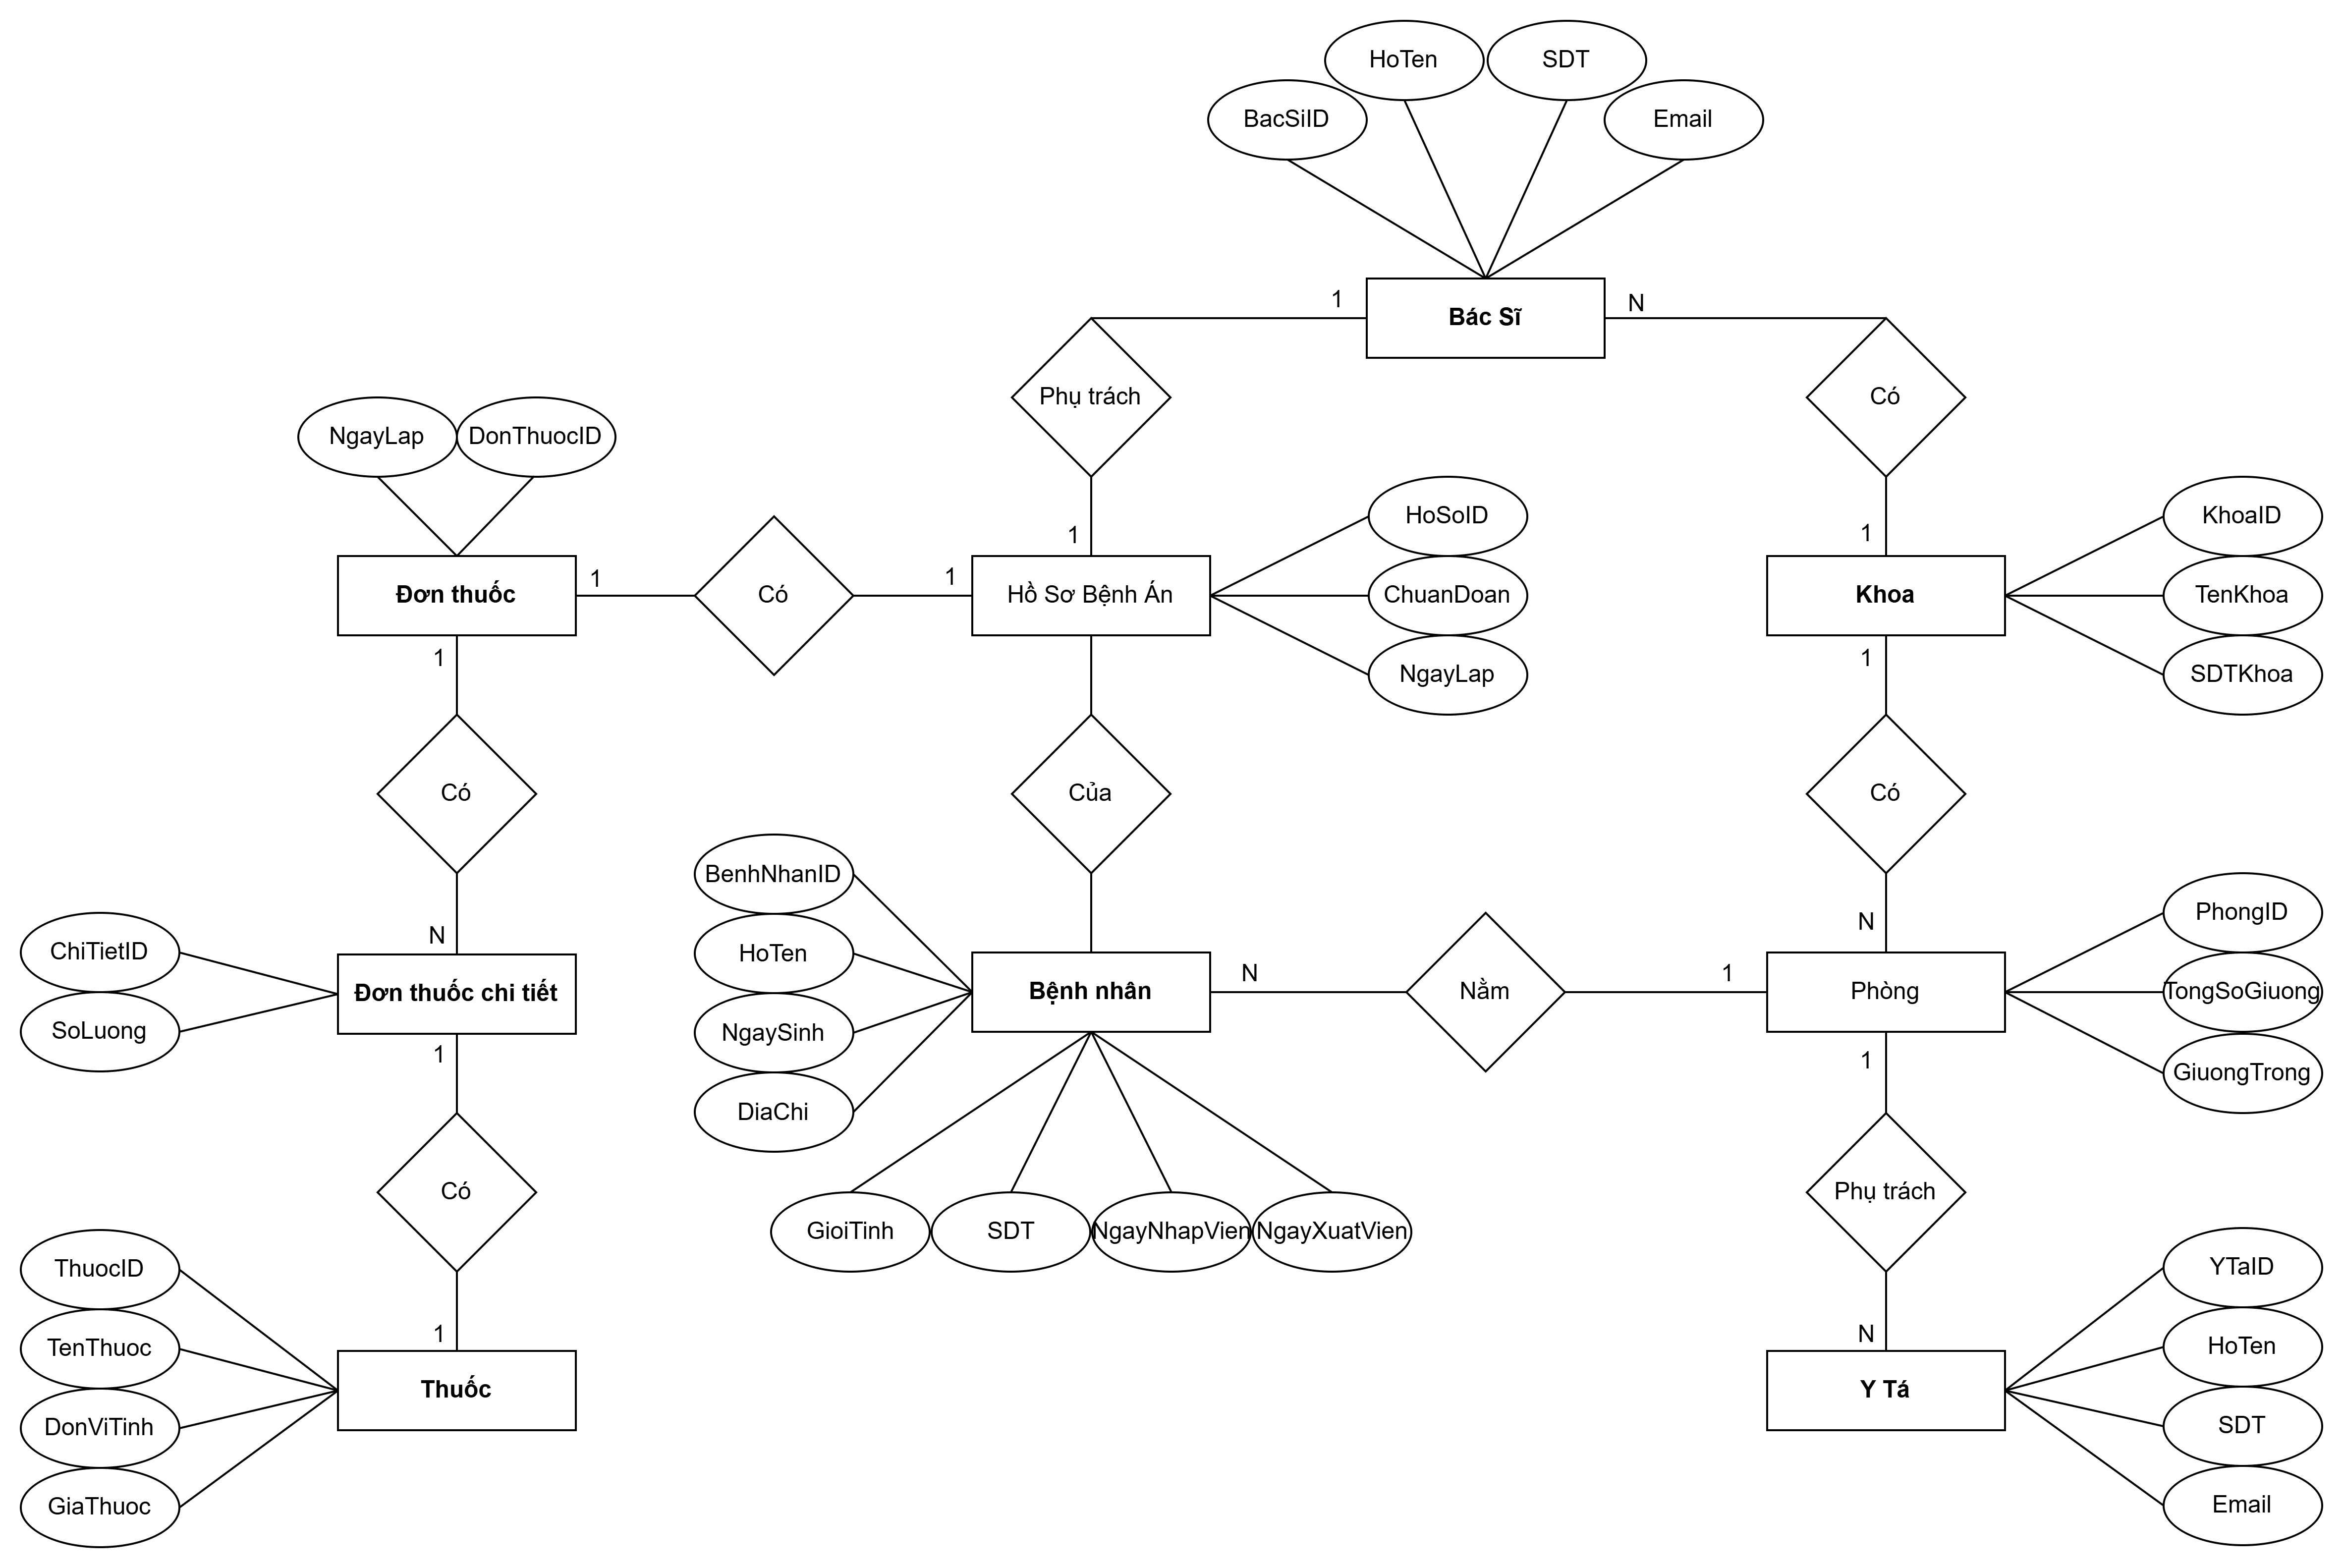 HoTen
SDT
BacSiID
Email
1
Bác Sĩ
N
Phụ trách
Có
NgayLap
DonThuocID
HoSoID
KhoaID
1
1
Đơn thuốc
1
Có
1
Hồ Sơ Bệnh Án
ChuanDoan
Khoa
TenKhoa
1
1
NgayLap
SDTKhoa
Có
Của
Có
BenhNhanID
N
N
PhongID
ChiTietID
HoTen
Đơn thuốc chi tiết
Bệnh nhân
N
Nằm
1
Phòng
TongSoGiuong
SoLuong
NgaySinh
1
1
GiuongTrong
DiaChi
Có
Phụ trách
GioiTinh
SDT
NgayNhapVien
NgayXuatVien
ThuocID
YTaID
1
N
TenThuoc
HoTen
Thuốc
Y Tá
DonViTinh
SDT
GiaThuoc
Email